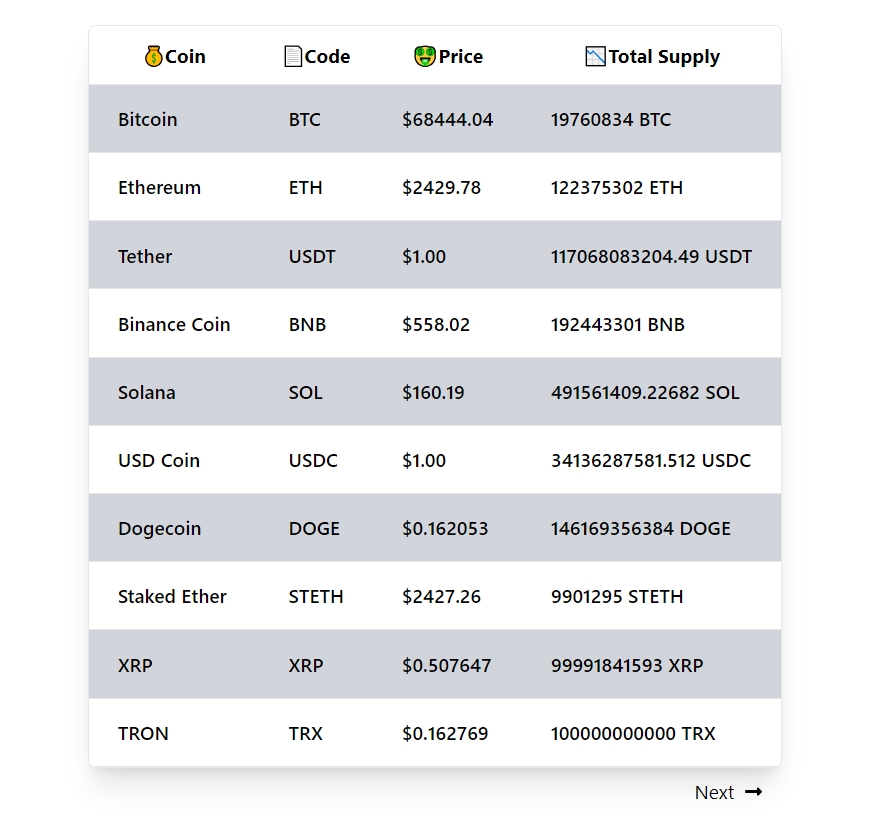 💰Coin 📄Code 🤑Price 📉Total Supply
Bitcoin BTC $68444.04 19760834 BTC
Ethereum ETH $2429.78 122375302 ETH
Tether USDT $1.00 117068083204.49 USDT
Binance Coin BNB $558.02 192443301 BNB
Solana SOL $160.19 491561409.22682 SOL
USD Coin USDC $1.00 34136287581.512 USDC
Dogecoin DOGE $0.162053 146169356384 DOGE
Staked Ether STETH $2427.26 9901295 STETH
XRP XRP $0.507647 99991841593 XRP
TRON TRX $0.162769 100000000000 TRX
Next →